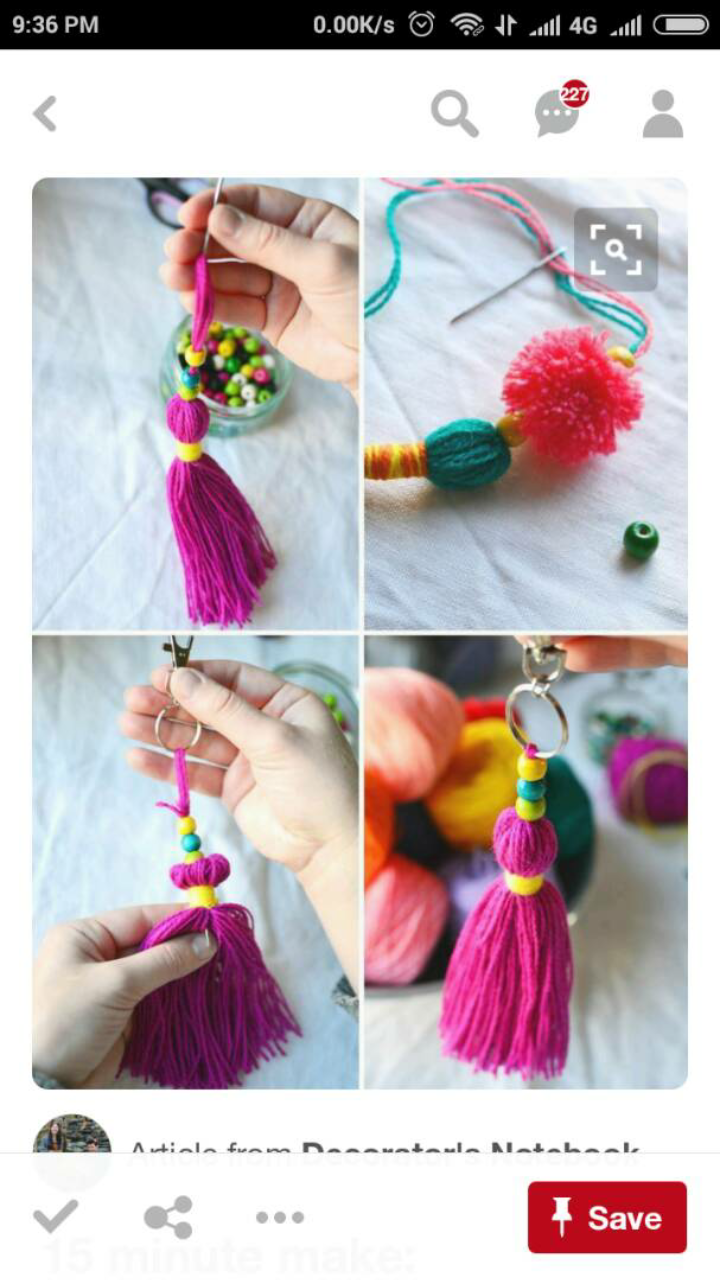 9:36 PM 0.00K/s 4G
227
Article from Decorator's Notebook
Save
15 minute make: